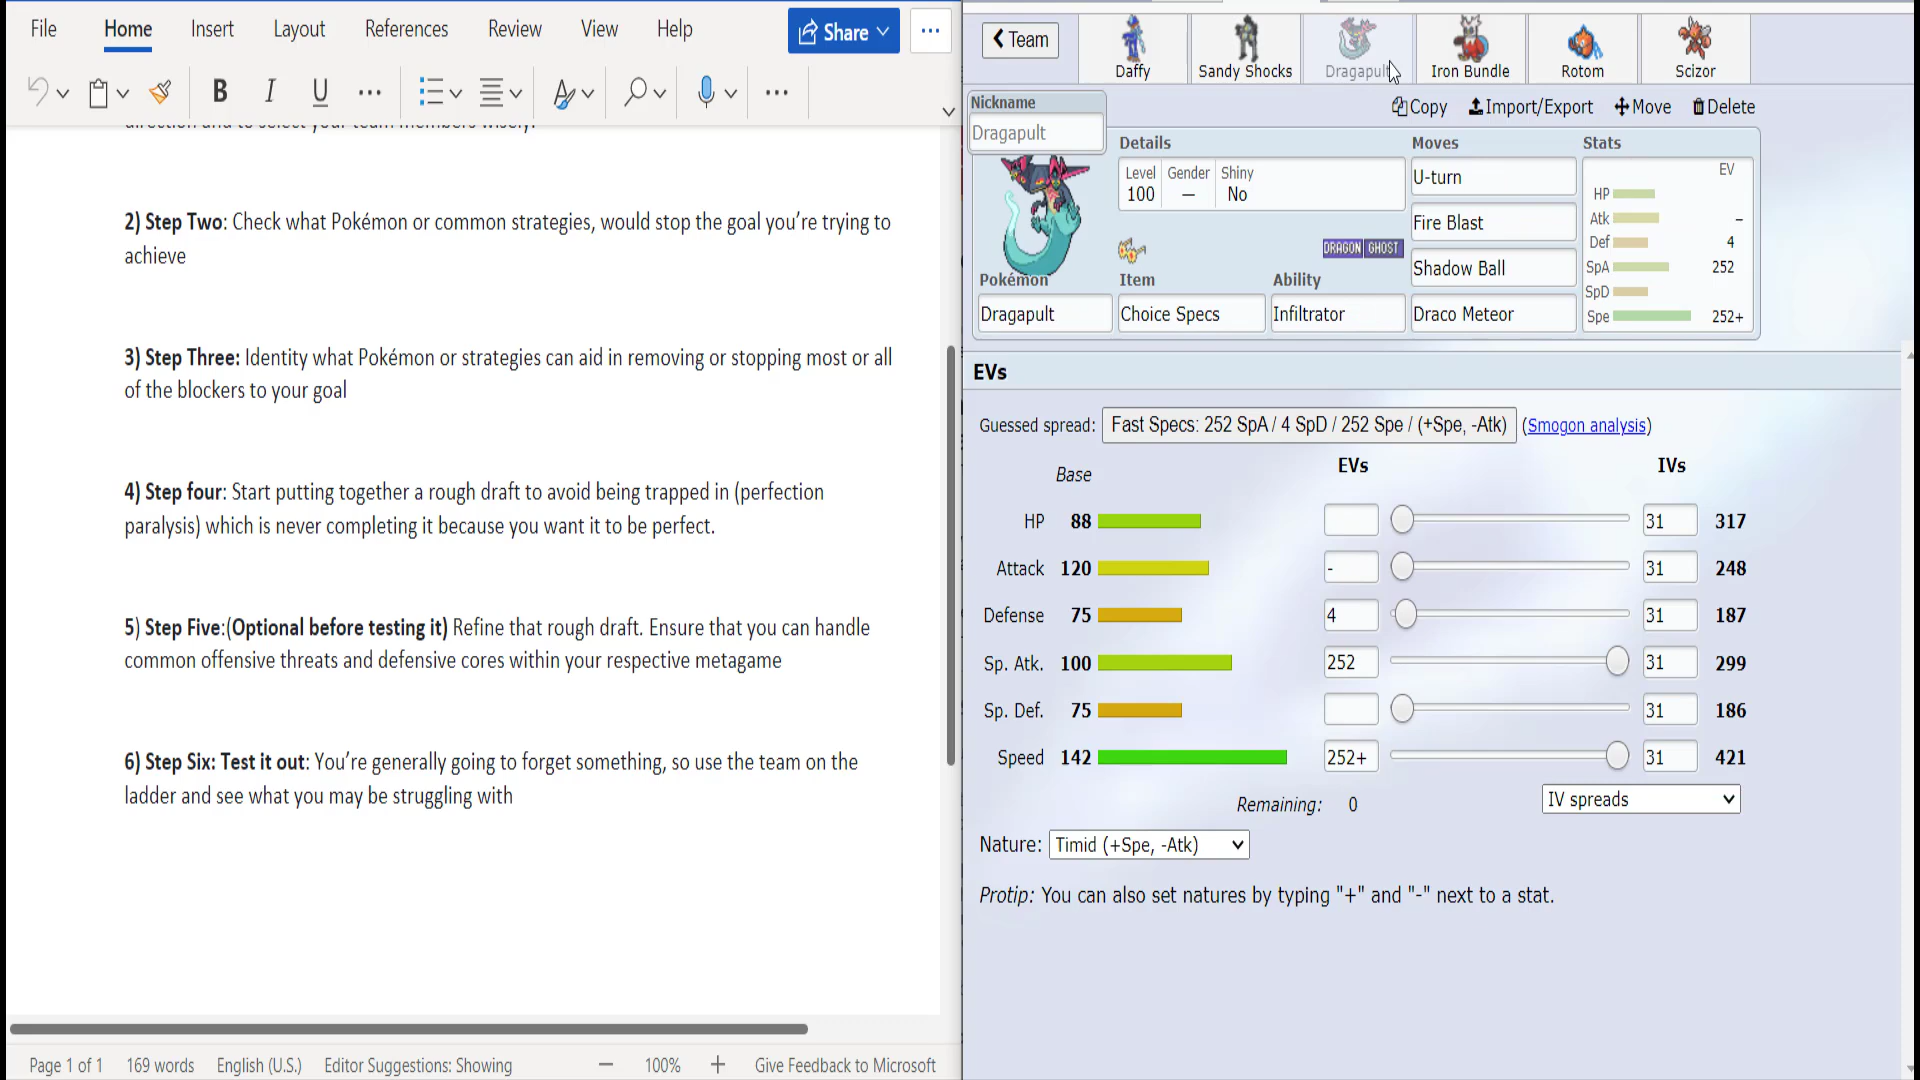 File Home Insert Layout References Review View Help Share
B I U
direction and to select your team members wisely.
2) Step Two: Check what Pokémon or common strategies, would stop the goal you’re trying to
achieve
3) Step Three: Identity what Pokémon or strategies can aid in removing or stopping most or all
of the blockers to your goal
4) Step four: Start putting together a rough draft to avoid being trapped in (perfection
paralysis) which is never completing it because you want it to be perfect.
5) Step Five:(Optional before testing it) Refine that rough draft. Ensure that you can handle
common offensive threats and defensive cores within your respective metagame
6) Step Six: Test it out: You’re generally going to forget something, so use the team on the
ladder and see what you may be struggling with
Page 1 of 1 169 words English (U.S.) Editor Suggestions: Showing 100% Give Feedback to Microsoft
Team
Daffy Sandy Shocks Dragapult Iron Bundle Rotom Scizor
Copy Import/Export Move Delete
Nickname
Dragapult
Details Moves Stats
Level Gender Shiny
100 — No
U-turn
Fire Blast
Shadow Ball
Draco Meteor
EV
HP
Atk –
Def 4
SpA 252
SpD
Spe 252+
DRAGON GHOST
Pokémon Item Ability
Dragapult Choice Specs Infiltrator
EVs
Guessed spread: Fast Specs: 252 SpA / 4 SpD / 252 Spe / (+Spe, -Atk) (Smogon analysis)
Base EVs IVs
HP 88 31 317
Attack 120 - 31 248
Defense 75 4 31 187
Sp. Atk. 100 252 31 299
Sp. Def. 75 31 186
Speed 142 252+ 31 421
Remaining: 0 IV spreads
Nature: Timid (+Spe, -Atk)
Protip: You can also set natures by typing "+" and "-" next to a stat.